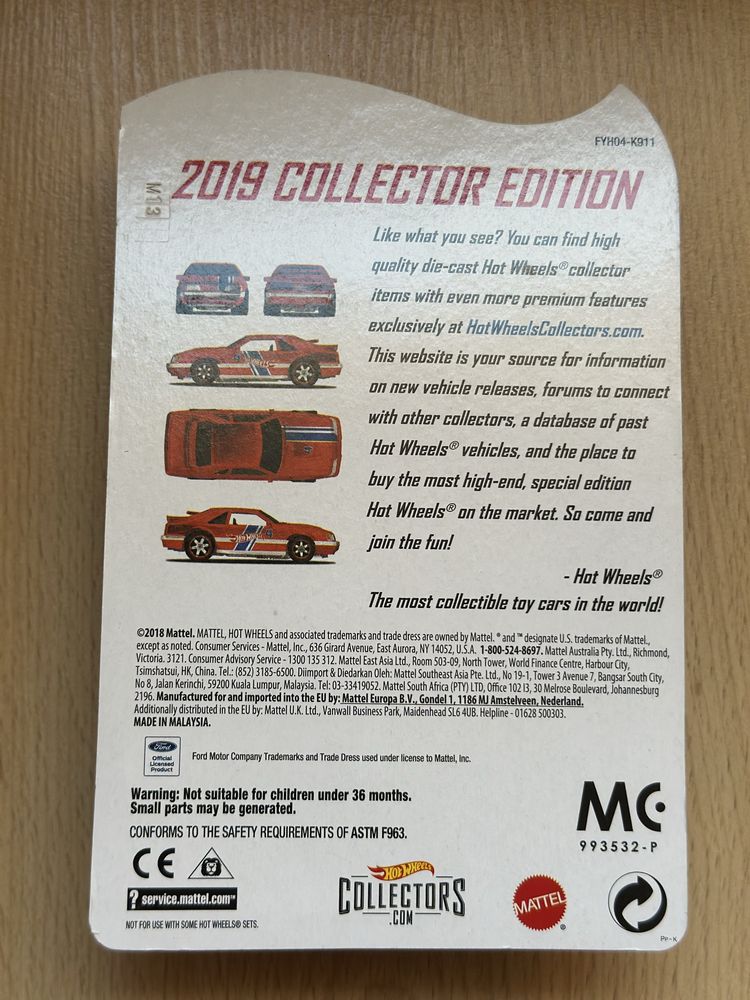 FYH04-K911
M13
2019 COLLECTOR EDITION
Like what you see? You can find high
quality die-cast Hot Wheels® collector
items with even more premium features
exclusively at HotWheelsCollectors.com.
This website is your source for information
on new vehicle releases, forums to connect
with other collectors, a database of past
Hot Wheels® vehicles, and the place to
buy the most high-end, special edition
Hot Wheels® on the market. So come and
join the fun!
- Hot Wheels®
The most collectible toy cars in the world!
©2018 Mattel. MATTEL, HOT WHEELS and associated trademarks and trade dress are owned by Mattel. ® and ™ designate U.S. trademarks of Mattel.,
except as noted. Consumer Services - Mattel, Inc., 636 Girard Avenue, East Aurora, NY 14052, U.S.A. 1-800-524-8697. Mattel Australia Pty. Ltd., Richmond,
Victoria. 3121. Consumer Advisory Service - 1300 135 312. Mattel East Asia Ltd., Room 503-09, North Tower, World Finance Centre, Harbour City,
Tsimshatsui, HK, China. Tel.: (852) 3185-6500. Diimport & Diedarkan Oleh: Mattel Southeast Asia Pte. Ltd., No 19-1, Tower 3 Avenue 7, Bangsar South City,
No 8, Jalan Kerinchi, 59200 Kuala Lumpur, Malaysia. Tel: 03-33419052. Mattel South Africa (PTY) LTD, Office 102 I3, 30 Melrose Boulevard, Johannesburg
2196. Manufactured for and imported into the EU by: Mattel Europa B.V., Gondel 1, 1186 MJ Amstelveen, Nederland.
Additionally distributed in the EU by: Mattel U.K. Ltd., Vanwall Business Park, Maidenhead SL6 4UB. Helpline - 01628 500303.
MADE IN MALAYSIA.
Ford
Official
Licensed
Product
Ford Motor Company Trademarks and Trade Dress used under license to Mattel, Inc.
Warning: Not suitable for children under 36 months.
Small parts may be generated.
CONFORMS TO THE SAFETY REQUIREMENTS OF ASTM F963.
MC
993532-P
CE
? service.mattel.com™
NOT FOR USE WITH SOME HOT WHEELS® SETS.
Hot Wheels
COLLECTORS
.COM
MATTEL
®
PP-K